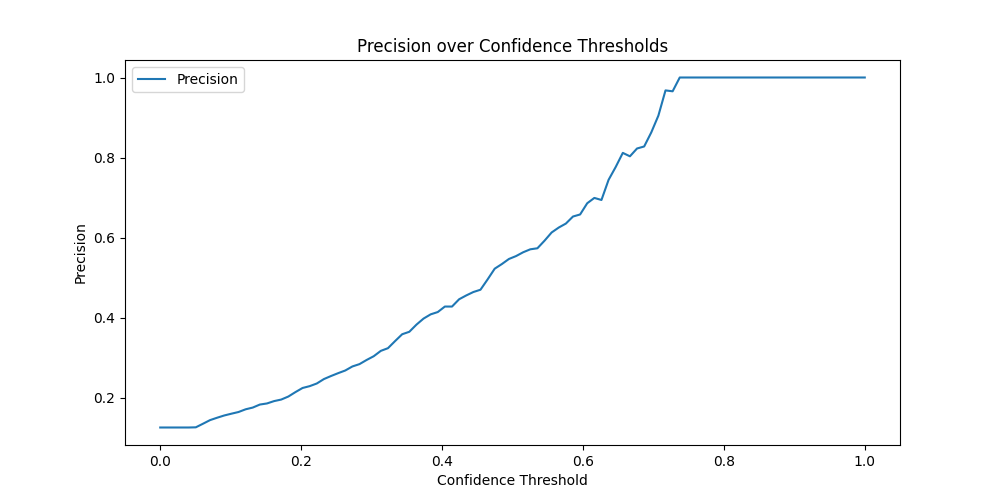 Precision over Confidence Thresholds
Precision
1.0
0.8
0.6
0.4
0.2
Precision
0.0 0.2 0.4 0.6 0.8 1.0
Confidence Threshold